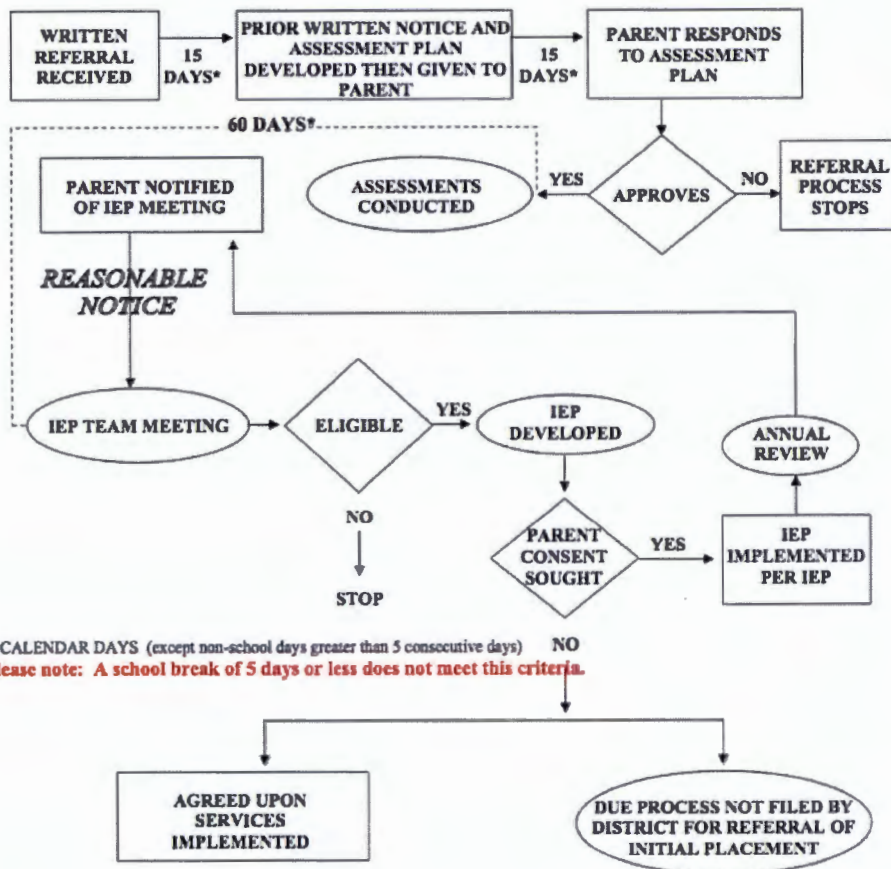 WRITTEN
REFERRAL
RECEIVED
15
DAYS*
PRIOR WRITTEN NOTICE AND
ASSESSMENT PLAN
DEVELOPED THEN GIVEN TO
PARENT
15
DAYS*
PARENT RESPONDS
TO ASSESSMENT
PLAN
60 DAYS*
PARENT NOTIFIED
OF IEP MEETING
ASSESSMENTS
CONDUCTED
YES
APPROVES
NO
REFERRAL
PROCESS
STOPS
REASONABLE
NOTICE
IEP TEAM MEETING
ELIGIBLE
YES
IEP
DEVELOPED
ANNUAL
REVIEW
NO
STOP
PARENT
CONSENT
SOUGHT
YES
IEP
IMPLEMENTED
PER IEP
CALENDAR DAYS (except non-school days greater than 5 consecutive days)
NO
lease note: A school break of 5 days or less does not meet this criteria.
AGREED UPON
SERVICES
IMPLEMENTED
DUE PROCESS NOT FILED BY
DISTRICT FOR REFERRAL OF
INITIAL PLACEMENT